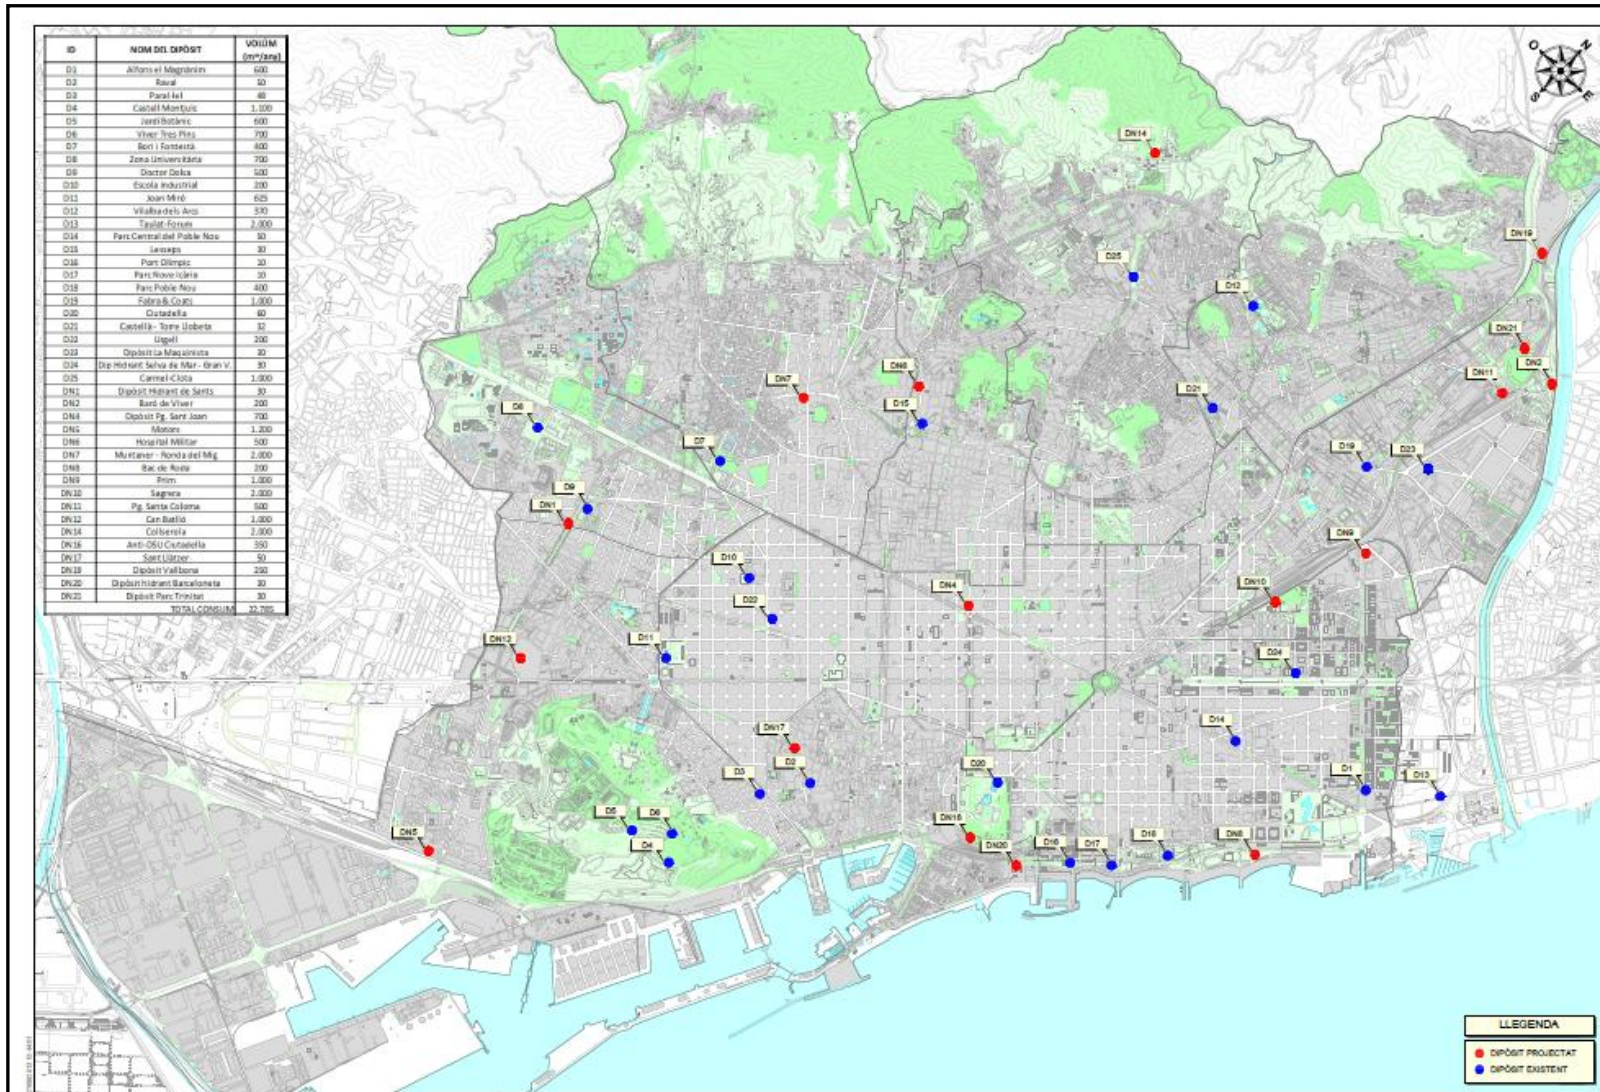 ID NOM DEL DIPÒSIT VOLUM (m³/any)
D1 Alfons el Magnànim 600
D2 Raval 50
D3 Paral·lel
D4 Castell Montjuïc 1.100
D5 Jardí Botànic 600
D6 Viver Tres Pins 700
D7 Bori i Fontestà 400
D8 Zona Universitària 700
D9 Doctor Dolsa 500
D10 Escola Industrial 200
D11 Joan Miró 625
D12 Vilalba dels Arcs 370
D13 Taulat-Forum 2.000
D14 Parc Central del Poble Nou 50
D15 Lesseps
D16 Port Olímpic 10
D17 Parc Nova Icària 10
D18 Parc Poble Nou 400
D19 Fabra & Coats 1.000
D20 Ciutadella 60
D21 Castellà - Torre Llobeta 32
D22 Urgell 200
D23 Dipòsit La Maquinista 30
D24 Dip Hidrant Selva de Mar - Gran V. 30
D25 Carmel-Clota 1.000
DN1 Dipòsit Hidrant de Sants 30
DN2 Baró de Viver 200
DN4 Dipòsit Pg. Sant Joan 700
DN5 Motors 1.200
DN6 Hospital Militar 500
DN7 Muntaner - Ronda del Mig 2.000
DN8 Bac de Roda 200
DN9 Prim 1.000
DN10 Sagrera 2.000
DN11 Pg. Santa Coloma 500
DN12 Can Batlló
DN14 Collserola 2.000
DN16 Anti-DSU Ciutadella 350
DN17 Sant Llàtzer 50
DN19 Dipòsit Vallbona 250
DN20 Dipòsit hidrant Barceloneta 30
DN21 Dipòsit Parc Trinitat 30
TOTAL CONSUM
O
N
S
E
DN14
DN19
D25
D12
DN21
DN2
DN11
DN7
DN6
D15
D21
D8
D7
D19
D23
D9
DN1
DN9
D10
DN4
DN10
D22
DN12
D11
D24
D14
DN17
D2
D3
D20
D1
D13
D5
D6
D4
DN5
DN16
DN20
D16
D17
D18
DN8
LLEGENDA
DIPÒSIT PROJECTAT
DIPÒSIT EXISTENT